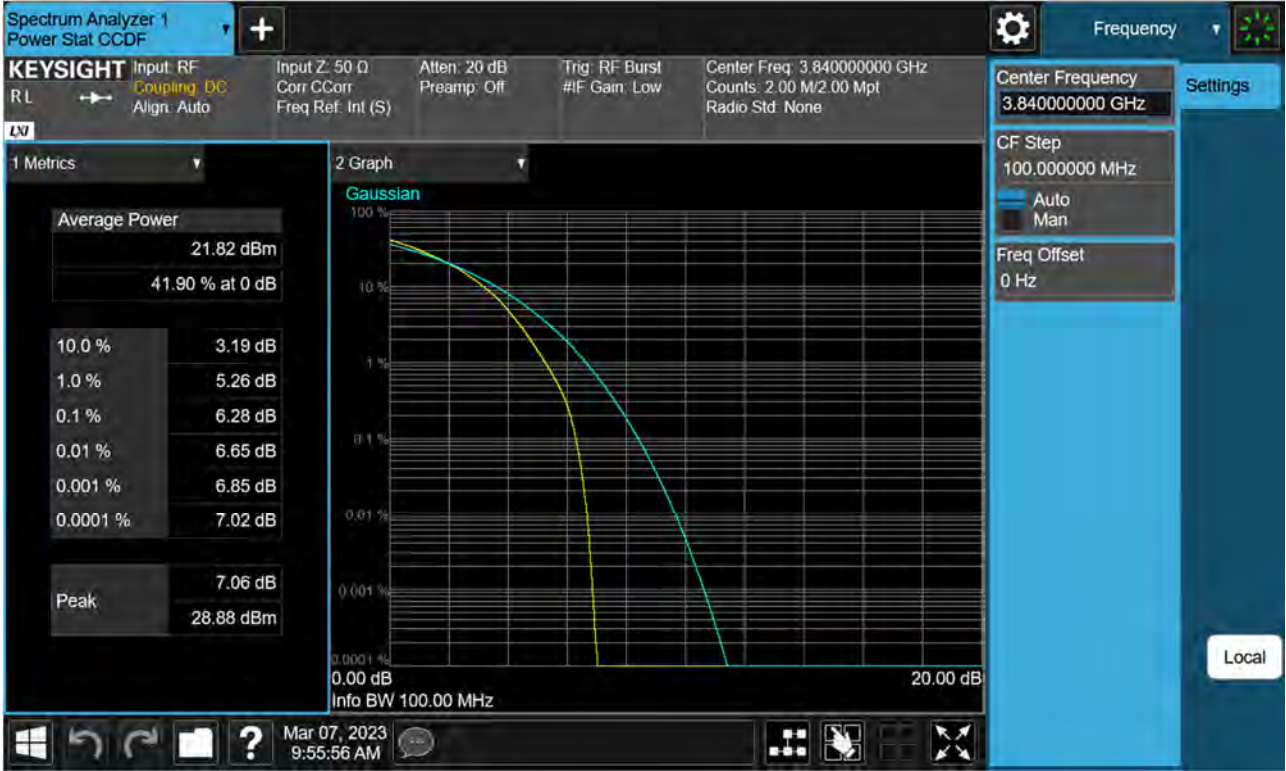 Spectrum Analyzer 1
Power Stat CCDF
Frequency
KEYSIGHT
RL
LXI
Input: RF
Coupling: DC
Align: Auto
Input Z: 50 Ω
Corr CCorr
Freq Ref: Int (S)
Atten: 20 dB
Preamp: Off
Trig: RF Burst
#IF Gain: Low
Center Freq: 3.840000000 GHz
Counts: 2.00 M/2.00 Mpt
Radio Std: None
Center Frequency
3.840000000 GHz
Settings
CF Step
100.000000 MHz
Auto
Man
Freq Offset
0 Hz
Local
1 Metrics
Average Power
21.82 dBm
41.90 % at 0 dB
10.0 % 3.19 dB
1.0 % 5.26 dB
0.1 % 6.28 dB
0.01 % 6.65 dB
0.001 % 6.85 dB
0.0001 % 7.02 dB
Peak
7.06 dB
28.88 dBm
2 Graph
Gaussian
100 %
10 %
1 %
0.1 %
0.01 %
0.001 %
0.0001 %
0.00 dB 20.00 dB
Info BW 100.00 MHz
?
Mar 07, 2023
9:55:56 AM